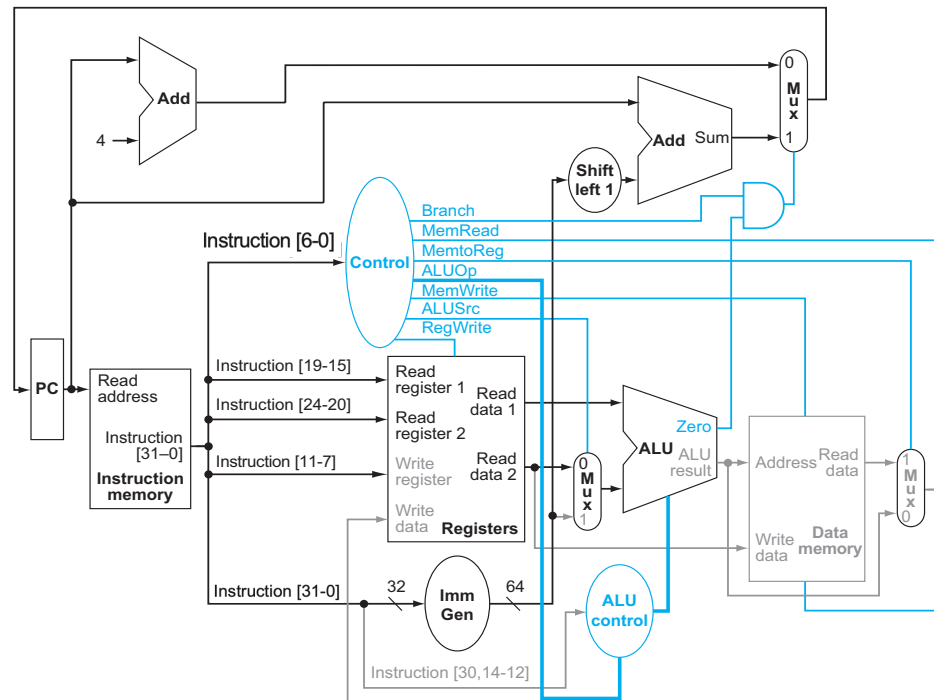 Add
4
0
Mux
1
Add Sum
Shift
left 1
Branch
MemRead
MemtoReg
ALUOp
MemWrite
ALUSrc
RegWrite
Instruction [6-0]
Control
PC
Read
address
Instruction
[31–0]
Instruction
memory
Instruction [19-15]
Instruction [24-20]
Instruction [11-7]
Instruction [31-0]
Read
register 1
Read
register 2
Write
register
Write
data
Read
data 1
Read
data 2
Registers
0
Mux
1
Zero
ALU
ALU
result
Address
Read
data
Write
data
Data
memory
1
Mux
0
32
Imm
Gen
64
ALU
control
Instruction [30,14-12]